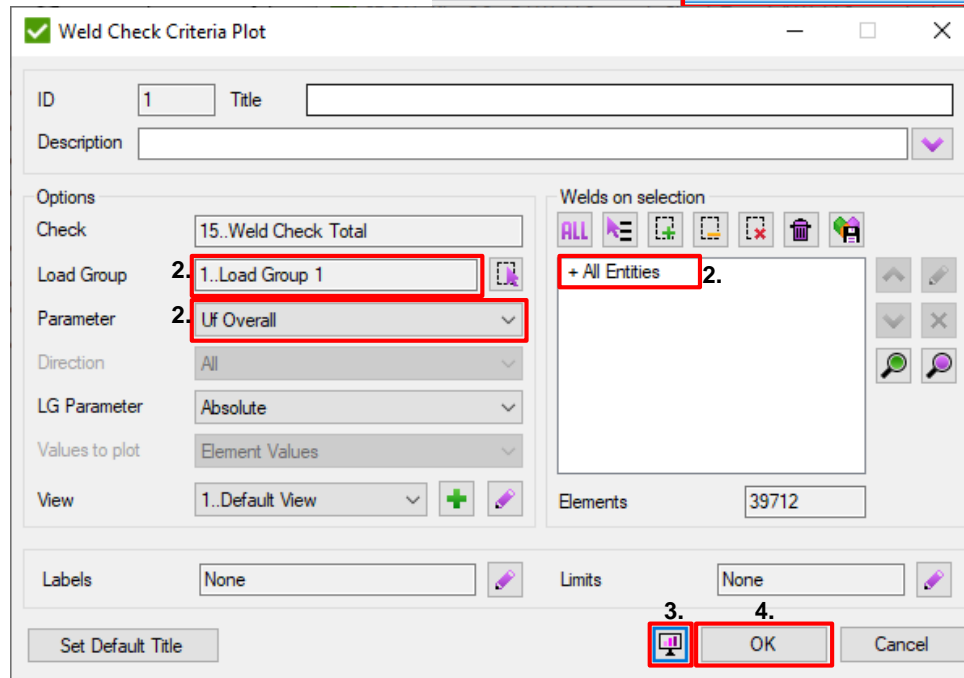 Weld Check Criteria Plot
ID 1 Title
Description
Options
Check 15..Weld Check Total
Load Group 2. 1..Load Group 1
Parameter 2. Uf Overall
Direction All
LG Parameter Absolute
Values to plot Element Values
View 1..Default View
Welds on selection
ALL
+ All Entities 2.
Elements 39712
Labels None
Limits None
3. 4.
Set Default Title OK Cancel